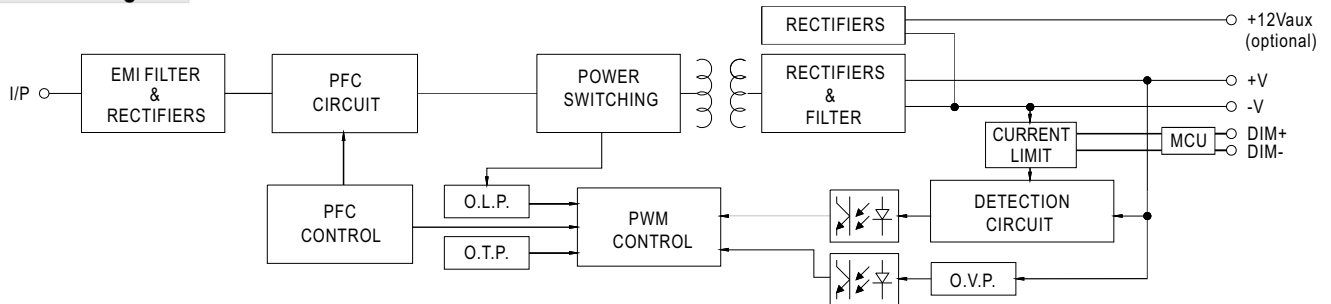 RECTIFIERS
+12Vaux
(optional)
I/P
EMI FILTER
&
RECTIFIERS
PFC
CIRCUIT
POWER
SWITCHING
RECTIFIERS
&
FILTER
+V
-V
CURRENT
LIMIT
MCU
DIM+
DIM-
PFC
CONTROL
O.L.P.
O.T.P.
PWM
CONTROL
DETECTION
CIRCUIT
O.V.P.